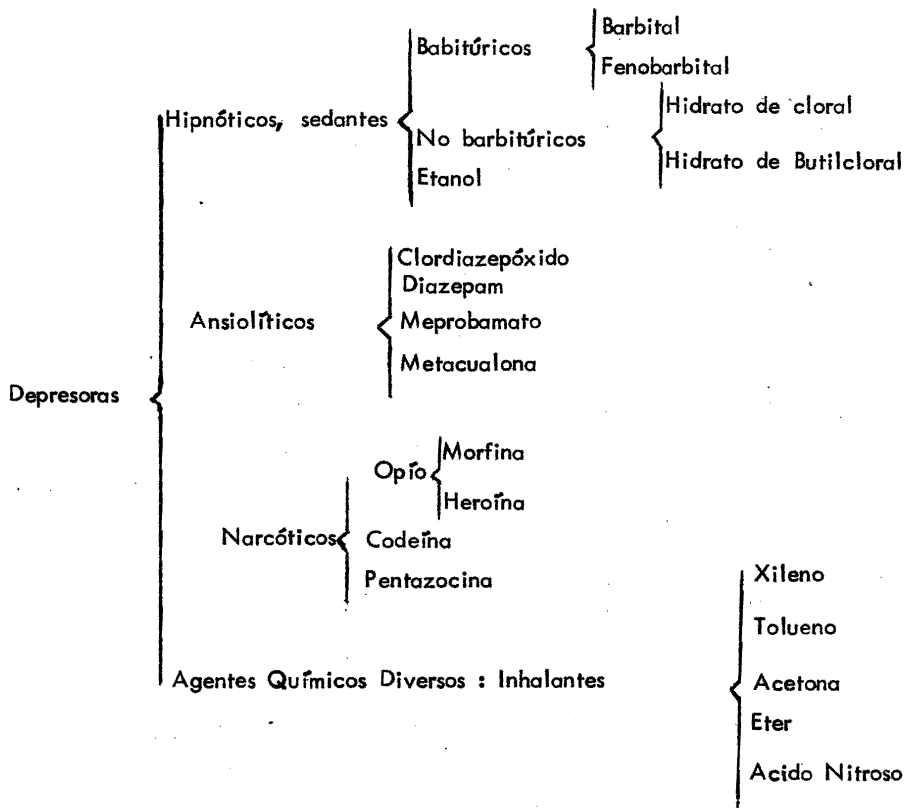 Barbital
Babitúricos
Fenobarbital
Hipnóticos, sedantes
Hidrato de cloral
No barbitúricos
Hidrato de Butilcloral
Etanol
Clordiazepóxido
Diazepam
Ansiolíticos
Meprobamato
Metacualona
Depresoras
Morfina
Opío
Heroína
Narcóticos
Codeína
Pentazocina
Xileno
Tolueno
Agentes Químicos Diversos : Inhalantes
Acetona
Eter
Acido Nitroso